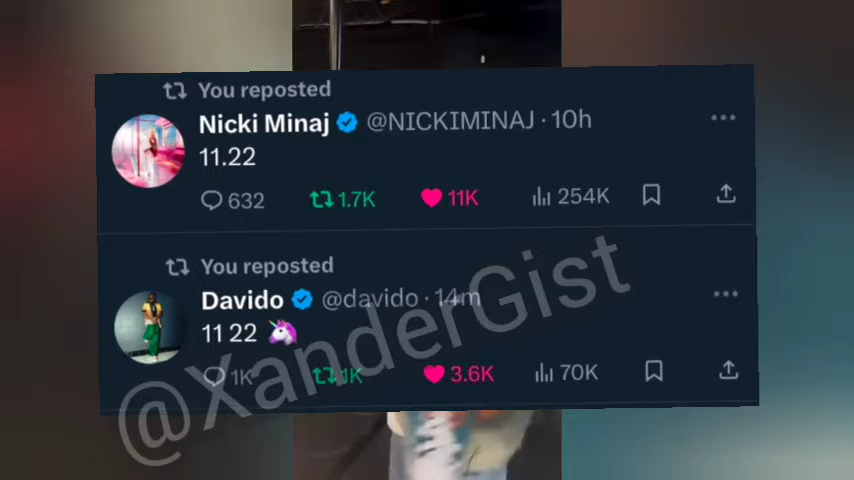 You reposted
Nicki Minaj @NICKIMINAJ · 10h
11.22
632 1.7K 11K 254K
You reposted
Davido @davido · 14m
11 22 🦄
1K 1K 3.6K 70K
@XanderGist